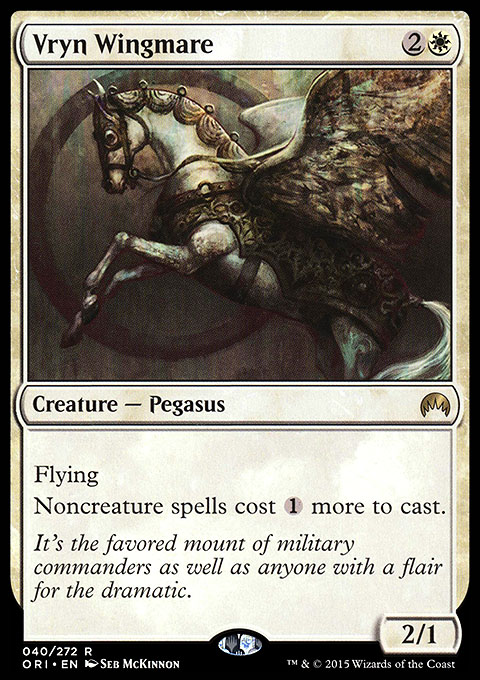 Vryn Wingmare 2
Creature — Pegasus
Flying
Noncreature spells cost 1 more to cast.
It's the favored mount of military
commanders as well as anyone with a flair
for the dramatic.
2/1
040/272 R
ORI • EN Seb McKinnon
™ & © 2015 Wizards of the Coast